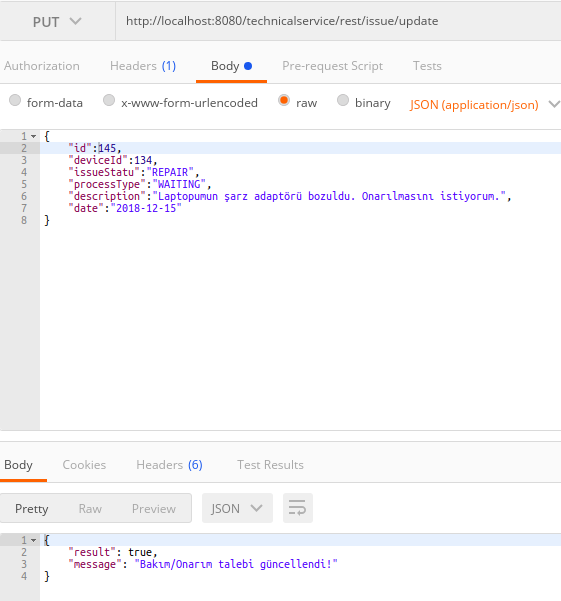 PUT http://localhost:8080/technicalservice/rest/issue/update
Authorization Headers (1) Body Pre-request Script Tests
form-data x-www-form-urlencoded raw binary JSON (application/json)
1 {
2 "id":145,
3 "deviceId":134,
4 "issueStatu":"REPAIR",
5 "processType":"WAITING",
6 "description":"Laptopumun şarz adaptörü bozuldu. Onarılmasını istiyorum.",
7 "date":"2018-12-15"
8 }
Body Cookies Headers (6) Test Results
Pretty Raw Preview JSON
1 {
2 "result": true,
3 "message": "Bakım/Onarım talebi güncellendi!"
4 }